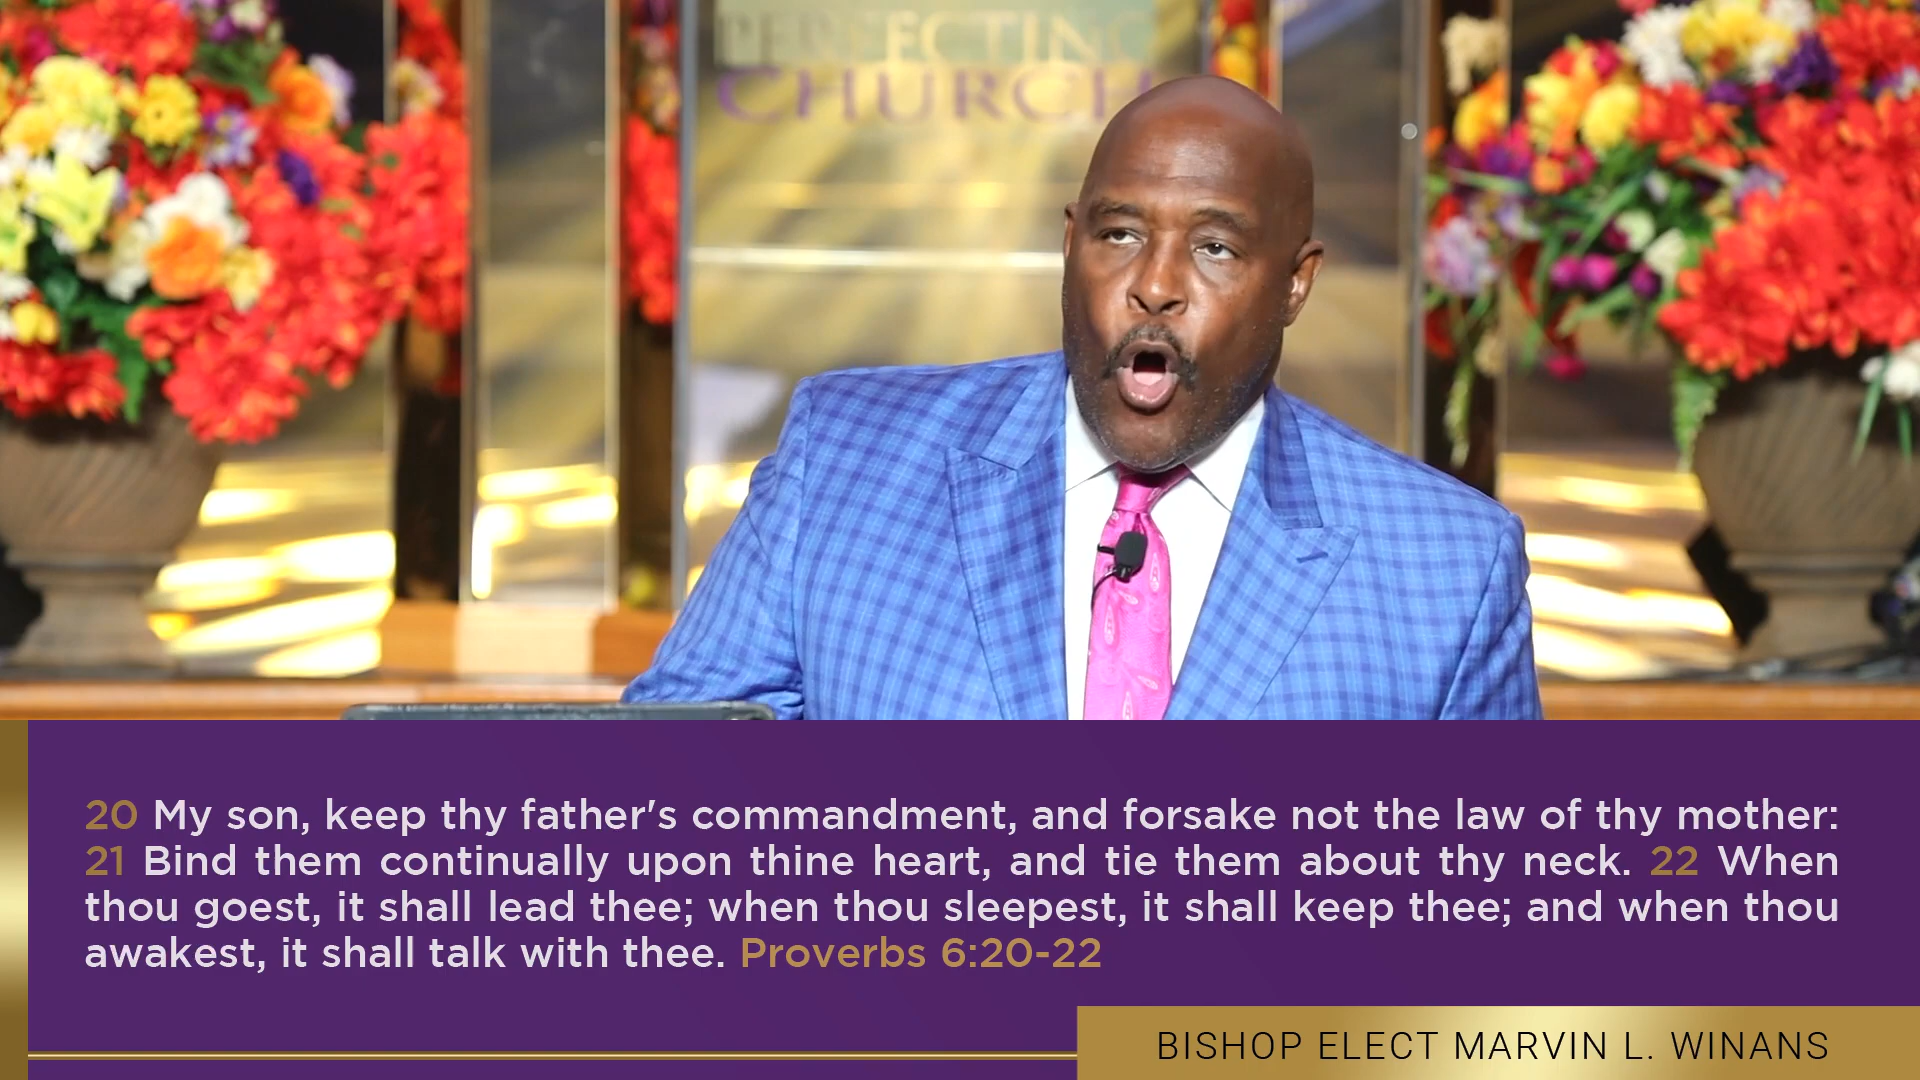 PERFECTING
CHURCH
20 My son, keep thy father's commandment, and forsake not the law of thy mother:
21 Bind them continually upon thine heart, and tie them about thy neck. 22 When
thou goest, it shall lead thee; when thou sleepest, it shall keep thee; and when thou
awakest, it shall talk with thee. Proverbs 6:20-22
BISHOP ELECT MARVIN L. WINANS